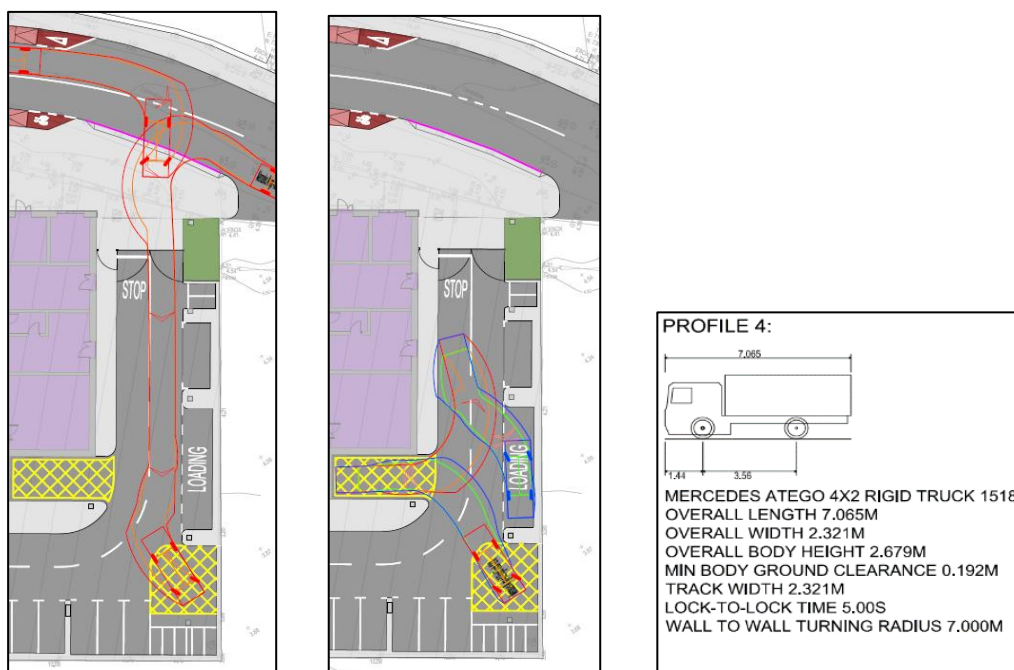 STOP
LOADING
STOP
LOADING
PROFILE 4:
7.065
1.44
3.56
MERCEDES ATEGO 4X2 RIGID TRUCK 1518
OVERALL LENGTH 7.065M
OVERALL WIDTH 2.321M
OVERALL BODY HEIGHT 2.679M
MIN BODY GROUND CLEARANCE 0.192M
TRACK WIDTH 2.321M
LOCK-TO-LOCK TIME 5.00S
WALL TO WALL TURNING RADIUS 7.000M